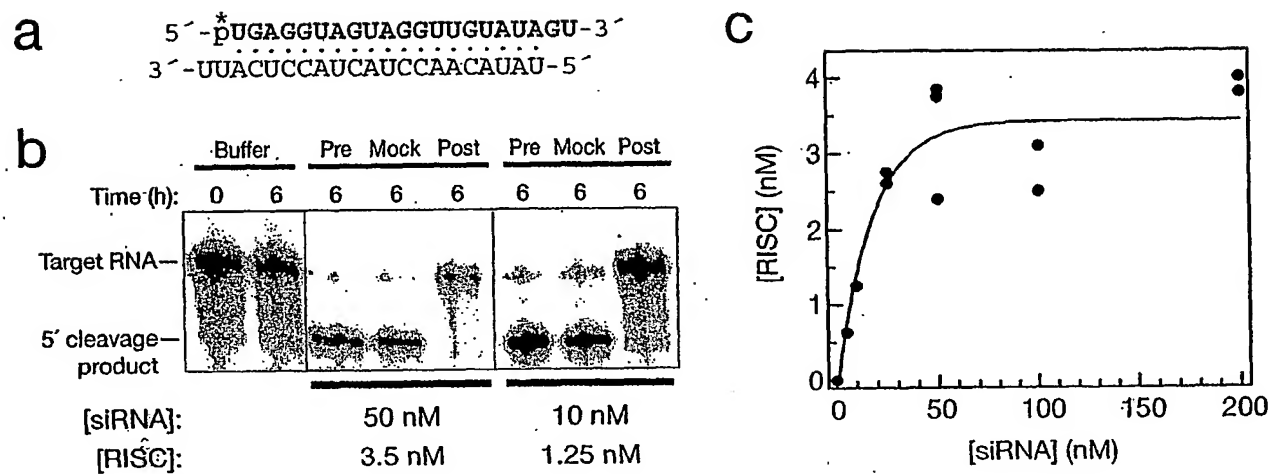 a
*
5´-pUGAGGUAGUAGGUUGUAUAGU-3´
3´-UUACUCCAUCAUCCAACAUAU-5´
b
Buffer Pre Mock Post Pre Mock Post
Time (h): 0 6 6 6 6 6 6 6
Target RNA
5´ cleavage
product
[siRNA]: 50 nM 10 nM
[RISC]: 3.5 nM 1.25 nM
c
[RISC] (nM)
4
3
2
1
0
0 50 100 150 200
[siRNA] (nM)